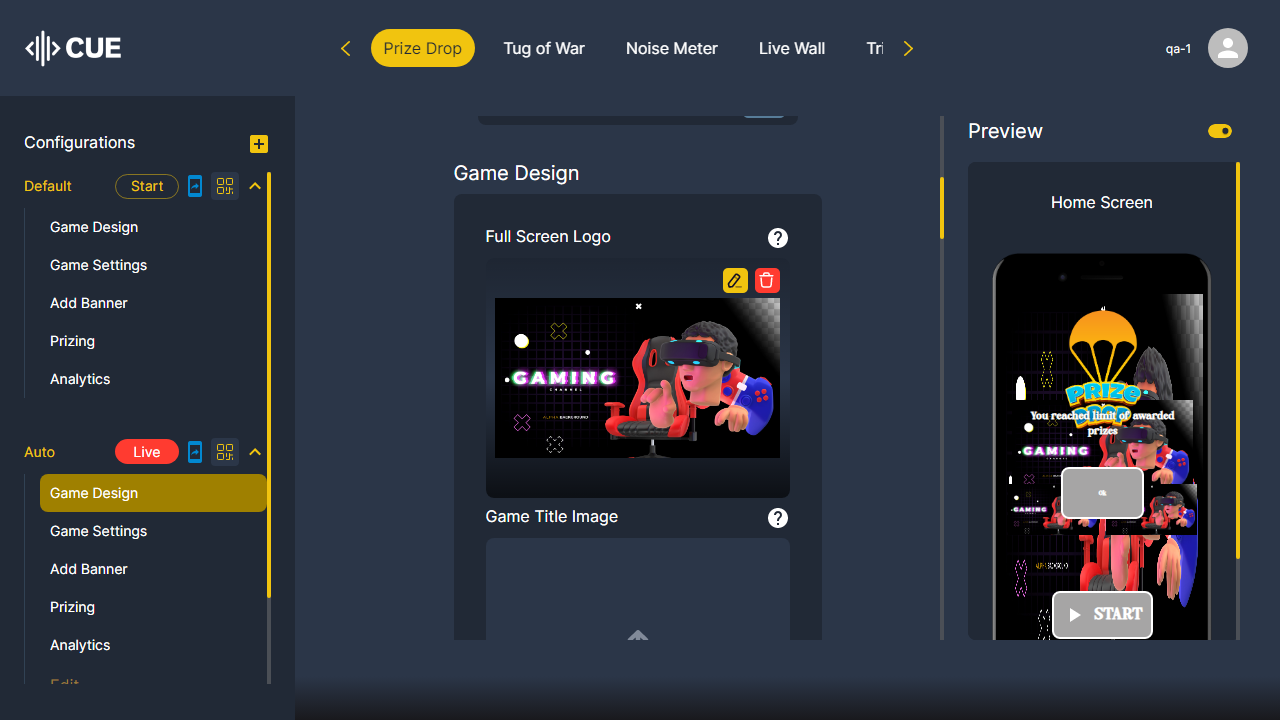 CUE
Prize Drop
Tug of War
Noise Meter
Live Wall
Tri
qa-1
Configurations
Default
Start
Game Design
Game Settings
Add Banner
Prizing
Analytics
Auto
Live
Game Design
Game Settings
Add Banner
Prizing
Analytics
Edit
Game Design
Full Screen Logo
GAMING
CHANNEL
Game Title Image
Preview
Home Screen
PRIZE
You reached limit of awarded
prizes
GAMING
GAMING
GAMING
START